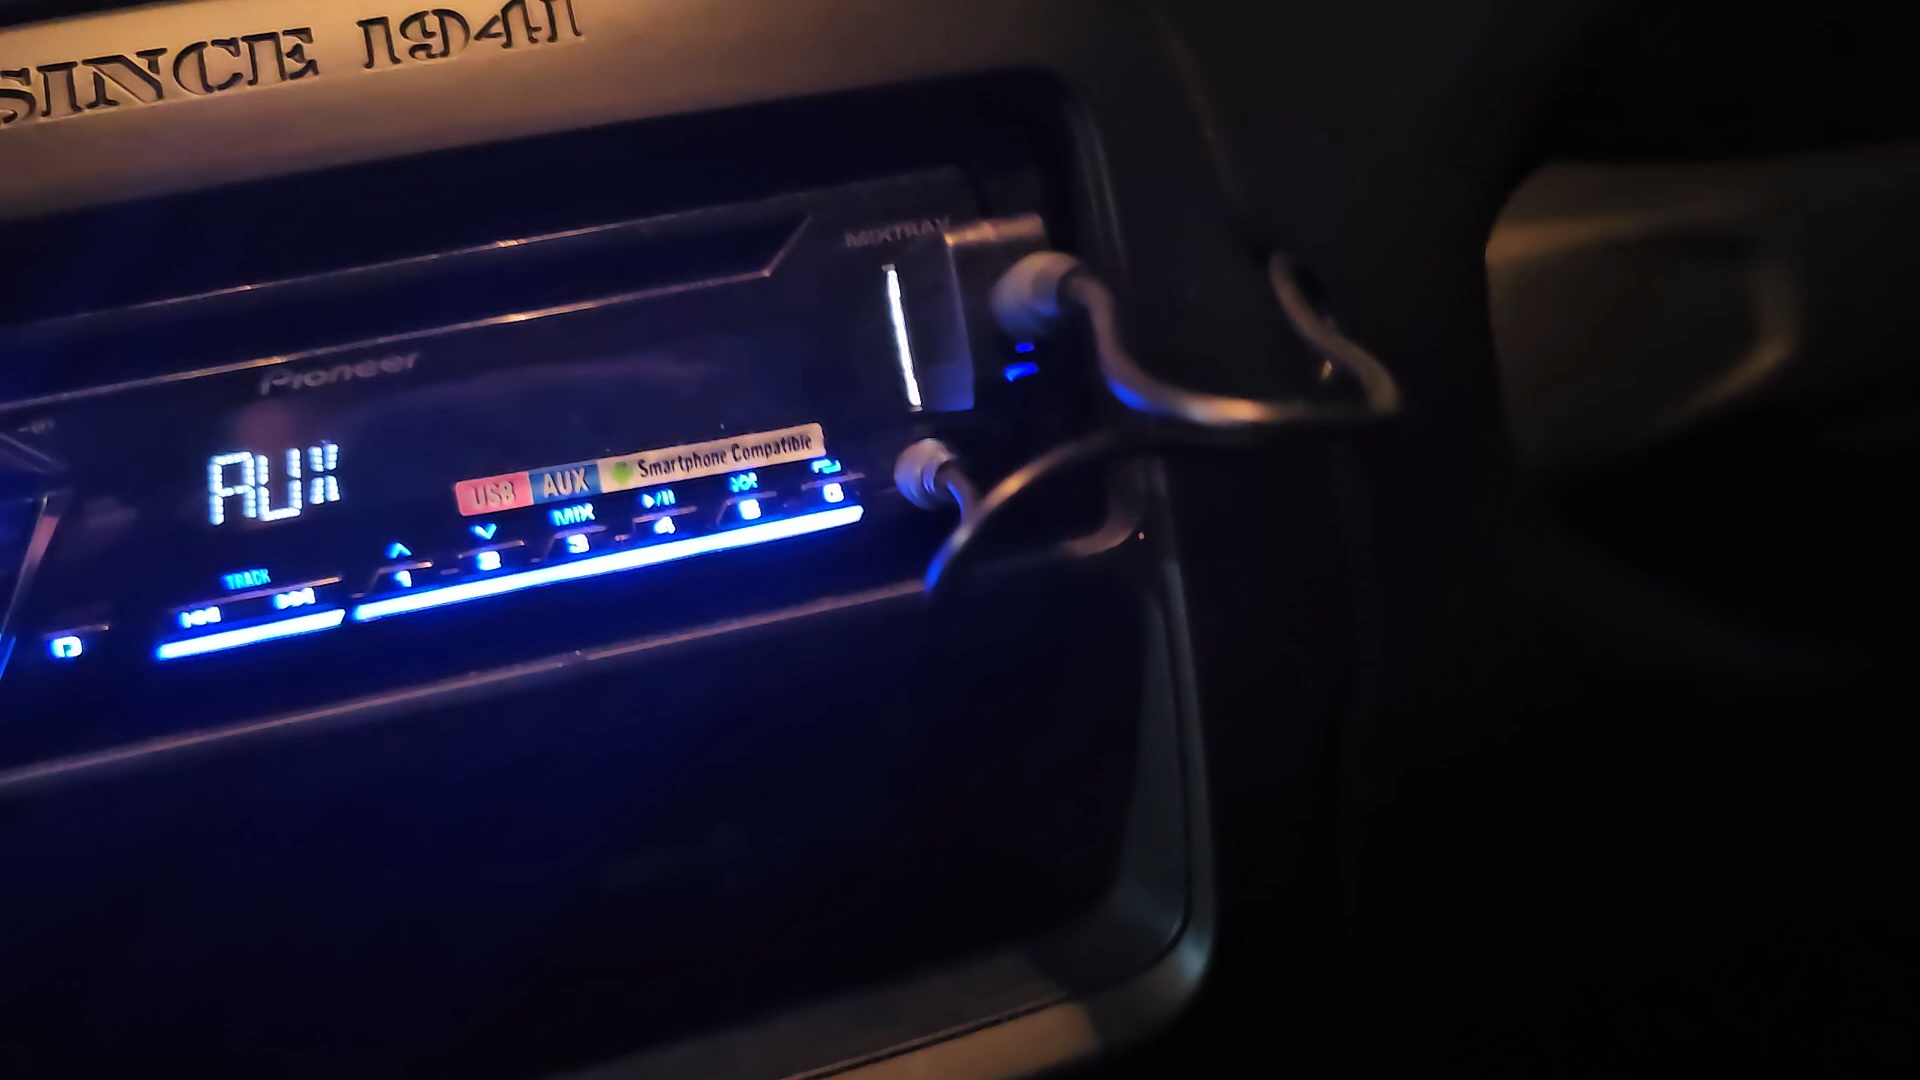 SINCE 1941
MIXTRAX
Pioneer
AUX
USB AUX Smartphone Compatible
MIX
TRACK
1 2 3 4 5 6